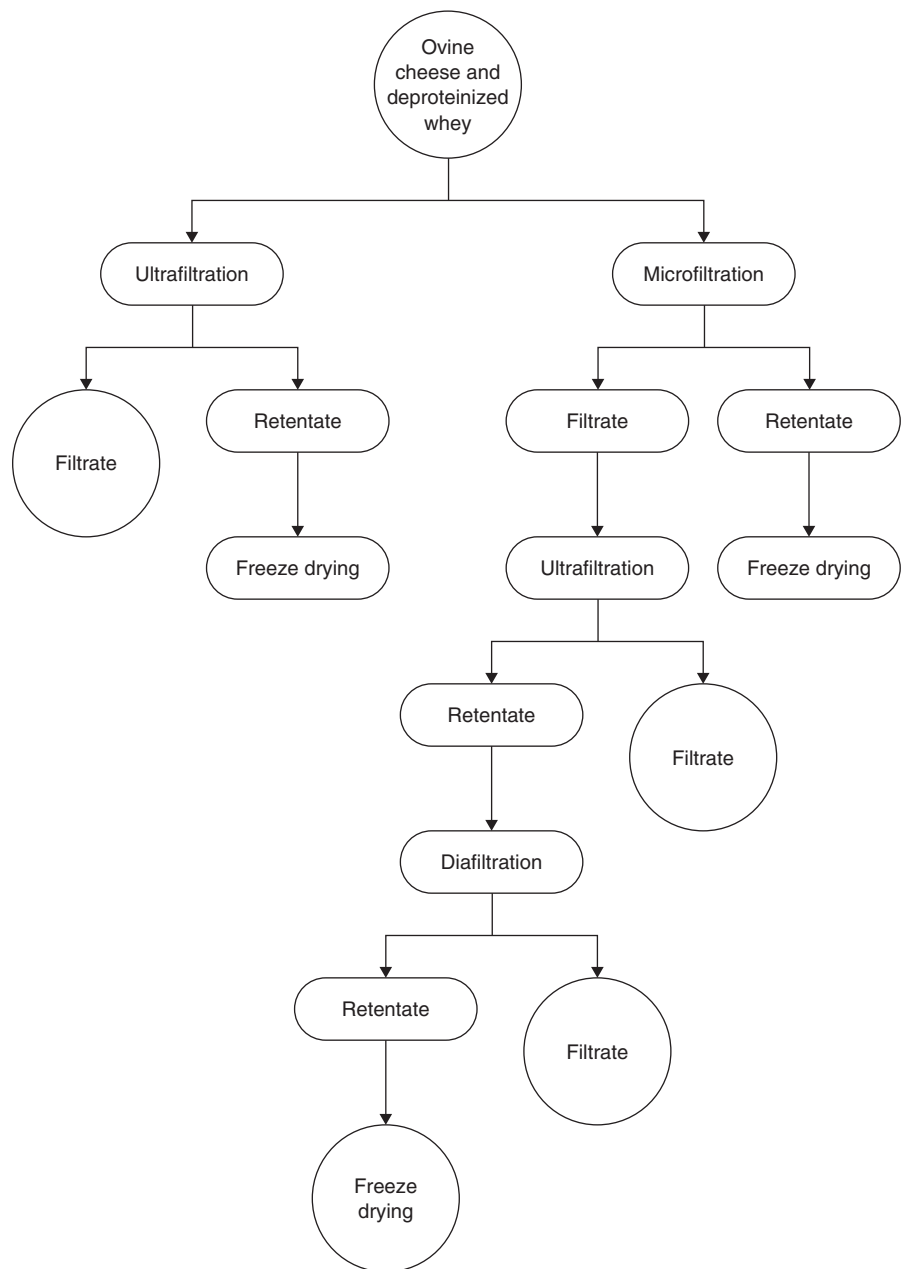 Ovine
cheese and
deproteinized
whey
Ultrafiltration
Microfiltration
Filtrate
Retentate
Filtrate
Retentate
Freeze drying
Ultrafiltration
Freeze drying
Retentate
Filtrate
Diafiltration
Retentate
Filtrate
Freeze
drying